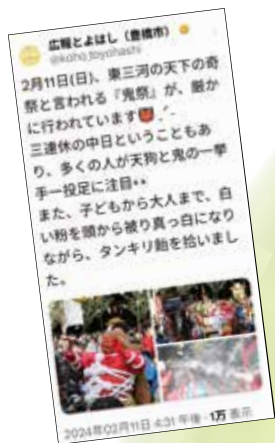 広報とよはし（豊橋市）
@koho_toyohashi
2月11日(日)、東三河の天下の奇
祭と言われる『鬼祭』が、厳か
に行われています👹
三連休の中日ということもあ
り、多くの人が天狗と鬼の一挙
手一投足に注目👀
また、子どもから大人まで、白
い粉を頭から被り真っ白になり
ながら、タンキリ飴を拾いまし
た。
2024年02月11日 4:31 午後・1万 表示